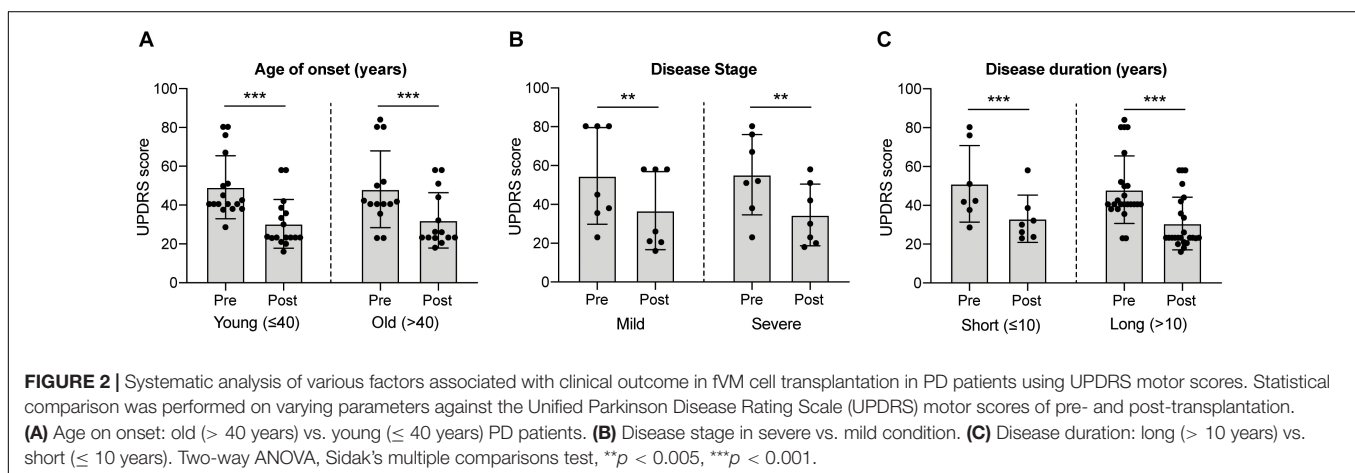 A
B
C
Age of onset (years)
Disease Stage
Disease duration (years)
UPDRS score
100
80
60
40
20
0
***
***
Pre
Post
Pre
Post
Young (≤40)
Old (>40)
UPDRS score
100
80
60
40
20
0
**
**
Pre
Post
Pre
Post
Mild
Severe
UPDRS score
100
80
60
40
20
0
***
***
Pre
Post
Pre
Post
Short (≤10)
Long (>10)
FIGURE 2 | Systematic analysis of various factors associated with clinical outcome in fVM cell transplantation in PD patients using UPDRS motor scores. Statistical
comparison was performed on varying parameters against the Unified Parkinson Disease Rating Scale (UPDRS) motor scores of pre- and post-transplantation.
(A) Age on onset: old (> 40 years) vs. young (≤ 40 years) PD patients. (B) Disease stage in severe vs. mild condition. (C) Disease duration: long (> 10 years) vs.
short (≤ 10 years). Two-way ANOVA, Sidak's multiple comparisons test, **p < 0.005, ***p < 0.001.